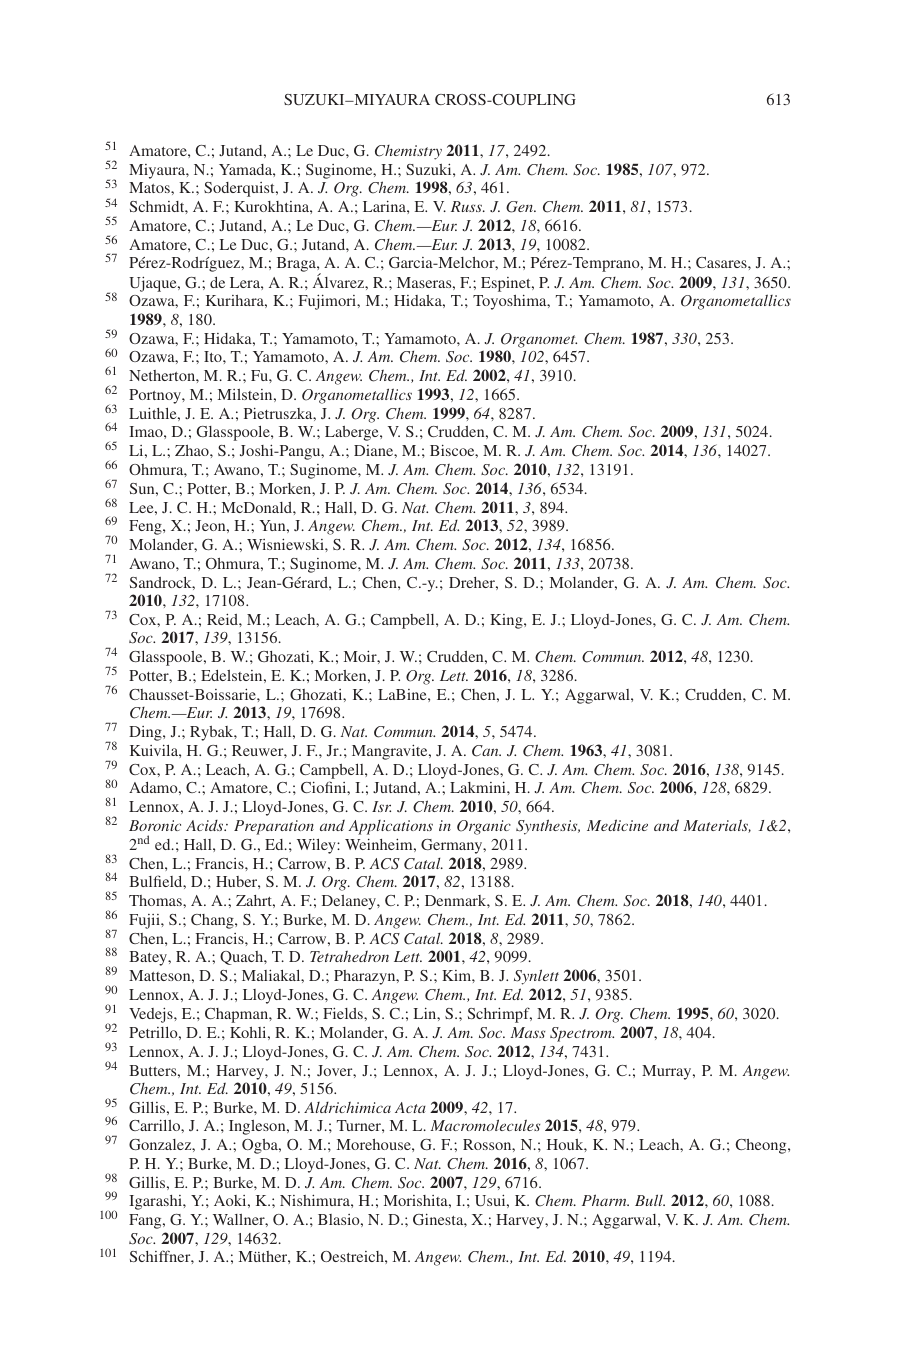 SUZUKI–MIYAURA CROSS-COUPLING 613
51 Amatore, C.; Jutand, A.; Le Duc, G. Chemistry 2011, 17, 2492.
52 Miyaura, N.; Yamada, K.; Suginome, H.; Suzuki, A. J. Am. Chem. Soc. 1985, 107, 972.
53 Matos, K.; Soderquist, J. A. J. Org. Chem. 1998, 63, 461.
54 Schmidt, A. F.; Kurokhtina, A. A.; Larina, E. V. Russ. J. Gen. Chem. 2011, 81, 1573.
55 Amatore, C.; Jutand, A.; Le Duc, G. Chem.—Eur. J. 2012, 18, 6616.
56 Amatore, C.; Le Duc, G.; Jutand, A. Chem.—Eur. J. 2013, 19, 10082.
57 Pérez-Rodríguez, M.; Braga, A. A. C.; Garcia-Melchor, M.; Pérez-Temprano, M. H.; Casares, J. A.;
Ujaque, G.; de Lera, A. R.; Álvarez, R.; Maseras, F.; Espinet, P. J. Am. Chem. Soc. 2009, 131, 3650.
58 Ozawa, F.; Kurihara, K.; Fujimori, M.; Hidaka, T.; Toyoshima, T.; Yamamoto, A. Organometallics
1989, 8, 180.
59 Ozawa, F.; Hidaka, T.; Yamamoto, T.; Yamamoto, A. J. Organomet. Chem. 1987, 330, 253.
60 Ozawa, F.; Ito, T.; Yamamoto, A. J. Am. Chem. Soc. 1980, 102, 6457.
61 Netherton, M. R.; Fu, G. C. Angew. Chem., Int. Ed. 2002, 41, 3910.
62 Portnoy, M.; Milstein, D. Organometallics 1993, 12, 1665.
63 Luithle, J. E. A.; Pietruszka, J. J. Org. Chem. 1999, 64, 8287.
64 Imao, D.; Glasspoole, B. W.; Laberge, V. S.; Crudden, C. M. J. Am. Chem. Soc. 2009, 131, 5024.
65 Li, L.; Zhao, S.; Joshi-Pangu, A.; Diane, M.; Biscoe, M. R. J. Am. Chem. Soc. 2014, 136, 14027.
66 Ohmura, T.; Awano, T.; Suginome, M. J. Am. Chem. Soc. 2010, 132, 13191.
67 Sun, C.; Potter, B.; Morken, J. P. J. Am. Chem. Soc. 2014, 136, 6534.
68 Lee, J. C. H.; McDonald, R.; Hall, D. G. Nat. Chem. 2011, 3, 894.
69 Feng, X.; Jeon, H.; Yun, J. Angew. Chem., Int. Ed. 2013, 52, 3989.
70 Molander, G. A.; Wisniewski, S. R. J. Am. Chem. Soc. 2012, 134, 16856.
71 Awano, T.; Ohmura, T.; Suginome, M. J. Am. Chem. Soc. 2011, 133, 20738.
72 Sandrock, D. L.; Jean-Gérard, L.; Chen, C.-y.; Dreher, S. D.; Molander, G. A. J. Am. Chem. Soc.
2010, 132, 17108.
73 Cox, P. A.; Reid, M.; Leach, A. G.; Campbell, A. D.; King, E. J.; Lloyd-Jones, G. C. J. Am. Chem.
Soc. 2017, 139, 13156.
74 Glasspoole, B. W.; Ghozati, K.; Moir, J. W.; Crudden, C. M. Chem. Commun. 2012, 48, 1230.
75 Potter, B.; Edelstein, E. K.; Morken, J. P. Org. Lett. 2016, 18, 3286.
76 Chausset-Boissarie, L.; Ghozati, K.; LaBine, E.; Chen, J. L. Y.; Aggarwal, V. K.; Crudden, C. M.
Chem.—Eur. J. 2013, 19, 17698.
77 Ding, J.; Rybak, T.; Hall, D. G. Nat. Commun. 2014, 5, 5474.
78 Kuivila, H. G.; Reuwer, J. F., Jr.; Mangravite, J. A. Can. J. Chem. 1963, 41, 3081.
79 Cox, P. A.; Leach, A. G.; Campbell, A. D.; Lloyd-Jones, G. C. J. Am. Chem. Soc. 2016, 138, 9145.
80 Adamo, C.; Amatore, C.; Ciofini, I.; Jutand, A.; Lakmini, H. J. Am. Chem. Soc. 2006, 128, 6829.
81 Lennox, A. J. J.; Lloyd-Jones, G. C. Isr. J. Chem. 2010, 50, 664.
82 Boronic Acids: Preparation and Applications in Organic Synthesis, Medicine and Materials, 1&2,
2nd ed.; Hall, D. G., Ed.; Wiley: Weinheim, Germany, 2011.
83 Chen, L.; Francis, H.; Carrow, B. P. ACS Catal. 2018, 2989.
84 Bulfield, D.; Huber, S. M. J. Org. Chem. 2017, 82, 13188.
85 Thomas, A. A.; Zahrt, A. F.; Delaney, C. P.; Denmark, S. E. J. Am. Chem. Soc. 2018, 140, 4401.
86 Fujii, S.; Chang, S. Y.; Burke, M. D. Angew. Chem., Int. Ed. 2011, 50, 7862.
87 Chen, L.; Francis, H.; Carrow, B. P. ACS Catal. 2018, 8, 2989.
88 Batey, R. A.; Quach, T. D. Tetrahedron Lett. 2001, 42, 9099.
89 Matteson, D. S.; Maliakal, D.; Pharazyn, P. S.; Kim, B. J. Synlett 2006, 3501.
90 Lennox, A. J. J.; Lloyd-Jones, G. C. Angew. Chem., Int. Ed. 2012, 51, 9385.
91 Vedejs, E.; Chapman, R. W.; Fields, S. C.; Lin, S.; Schrimpf, M. R. J. Org. Chem. 1995, 60, 3020.
92 Petrillo, D. E.; Kohli, R. K.; Molander, G. A. J. Am. Soc. Mass Spectrom. 2007, 18, 404.
93 Lennox, A. J. J.; Lloyd-Jones, G. C. J. Am. Chem. Soc. 2012, 134, 7431.
94 Butters, M.; Harvey, J. N.; Jover, J.; Lennox, A. J. J.; Lloyd-Jones, G. C.; Murray, P. M. Angew.
Chem., Int. Ed. 2010, 49, 5156.
95 Gillis, E. P.; Burke, M. D. Aldrichimica Acta 2009, 42, 17.
96 Carrillo, J. A.; Ingleson, M. J.; Turner, M. L. Macromolecules 2015, 48, 979.
97 Gonzalez, J. A.; Ogba, O. M.; Morehouse, G. F.; Rosson, N.; Houk, K. N.; Leach, A. G.; Cheong,
P. H. Y.; Burke, M. D.; Lloyd-Jones, G. C. Nat. Chem. 2016, 8, 1067.
98 Gillis, E. P.; Burke, M. D. J. Am. Chem. Soc. 2007, 129, 6716.
99 Igarashi, Y.; Aoki, K.; Nishimura, H.; Morishita, I.; Usui, K. Chem. Pharm. Bull. 2012, 60, 1088.
100 Fang, G. Y.; Wallner, O. A.; Blasio, N. D.; Ginesta, X.; Harvey, J. N.; Aggarwal, V. K. J. Am. Chem.
Soc. 2007, 129, 14632.
101 Schiffner, J. A.; Müther, K.; Oestreich, M. Angew. Chem., Int. Ed. 2010, 49, 1194.